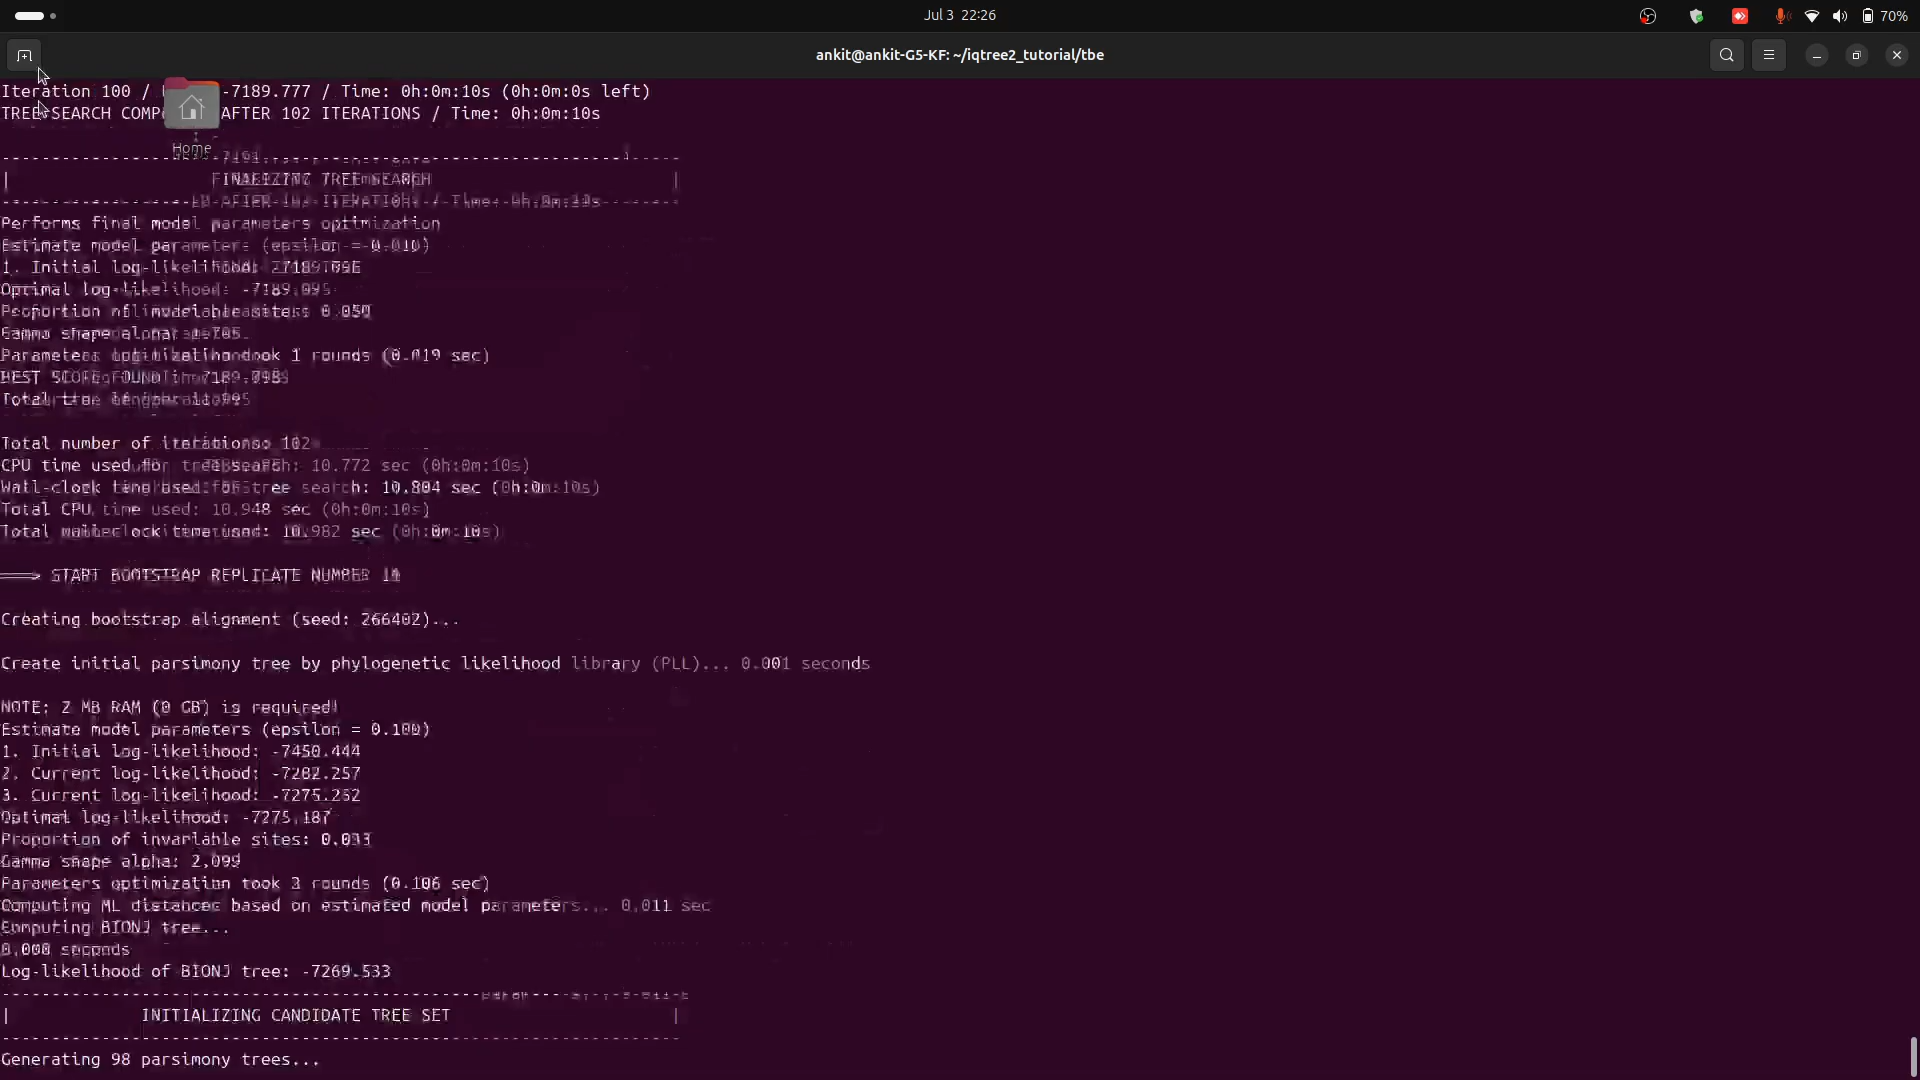 Jul 3 22:26
70%
ankit@ankit-G5-KF: ~/iqtree2_tutorial/tbe
Iteration 100 / -7189.777 / Time: 0h:0m:10s (0h:0m:0s left)
TREE SEARCH COMP AFTER 102 ITERATIONS / Time: 0h:0m:10s
Home
FINALIZING TREE SEARCH
Performs final model parameters optimization
Estimate model parameters (epsilon = 0.010)
1. Initial log-likelihood:
Optimal log-likelihood: -7189.095
Proportion of invariable sites: 0.050
Gamma shape alpha:
Parameters optimization took 1 rounds (0.019 sec)
BEST SCORE FOUND :
Total tree length:
Total number of iterations: 102
CPU time used for tree search: 10.772 sec (0h:0m:10s)
Wall-clock time used for tree search: 10.804 sec (0h:0m:10s)
Total CPU time used: 10.948 sec (0h:0m:10s)
Total wall-clock time used: 10.982 sec (0h:0m:10s)
===> START BOOTSTRAP REPLICATE NUMBER
Creating bootstrap alignment (seed: 266402)...
Create initial parsimony tree by phylogenetic likelihood library (PLL)... 0.001 seconds
NOTE: 2 MB RAM (0 GB) is required!
Estimate model parameters (epsilon = 0.100)
1. Initial log-likelihood: -7450.444
2. Current log-likelihood: -7282.257
3. Current log-likelihood: -7275.252
Optimal log-likelihood: -7275.187
Proportion of invariable sites: 0.033
Gamma shape alpha: 2.099
Parameters optimization took 3 rounds (0.106 sec)
Computing ML distances based on estimated model parameters... 0.011 sec
Computing BIONJ tree...
0.000 seconds
Log-likelihood of BIONJ tree: -7269.533
INITIALIZING CANDIDATE TREE SET
Generating 98 parsimony trees...